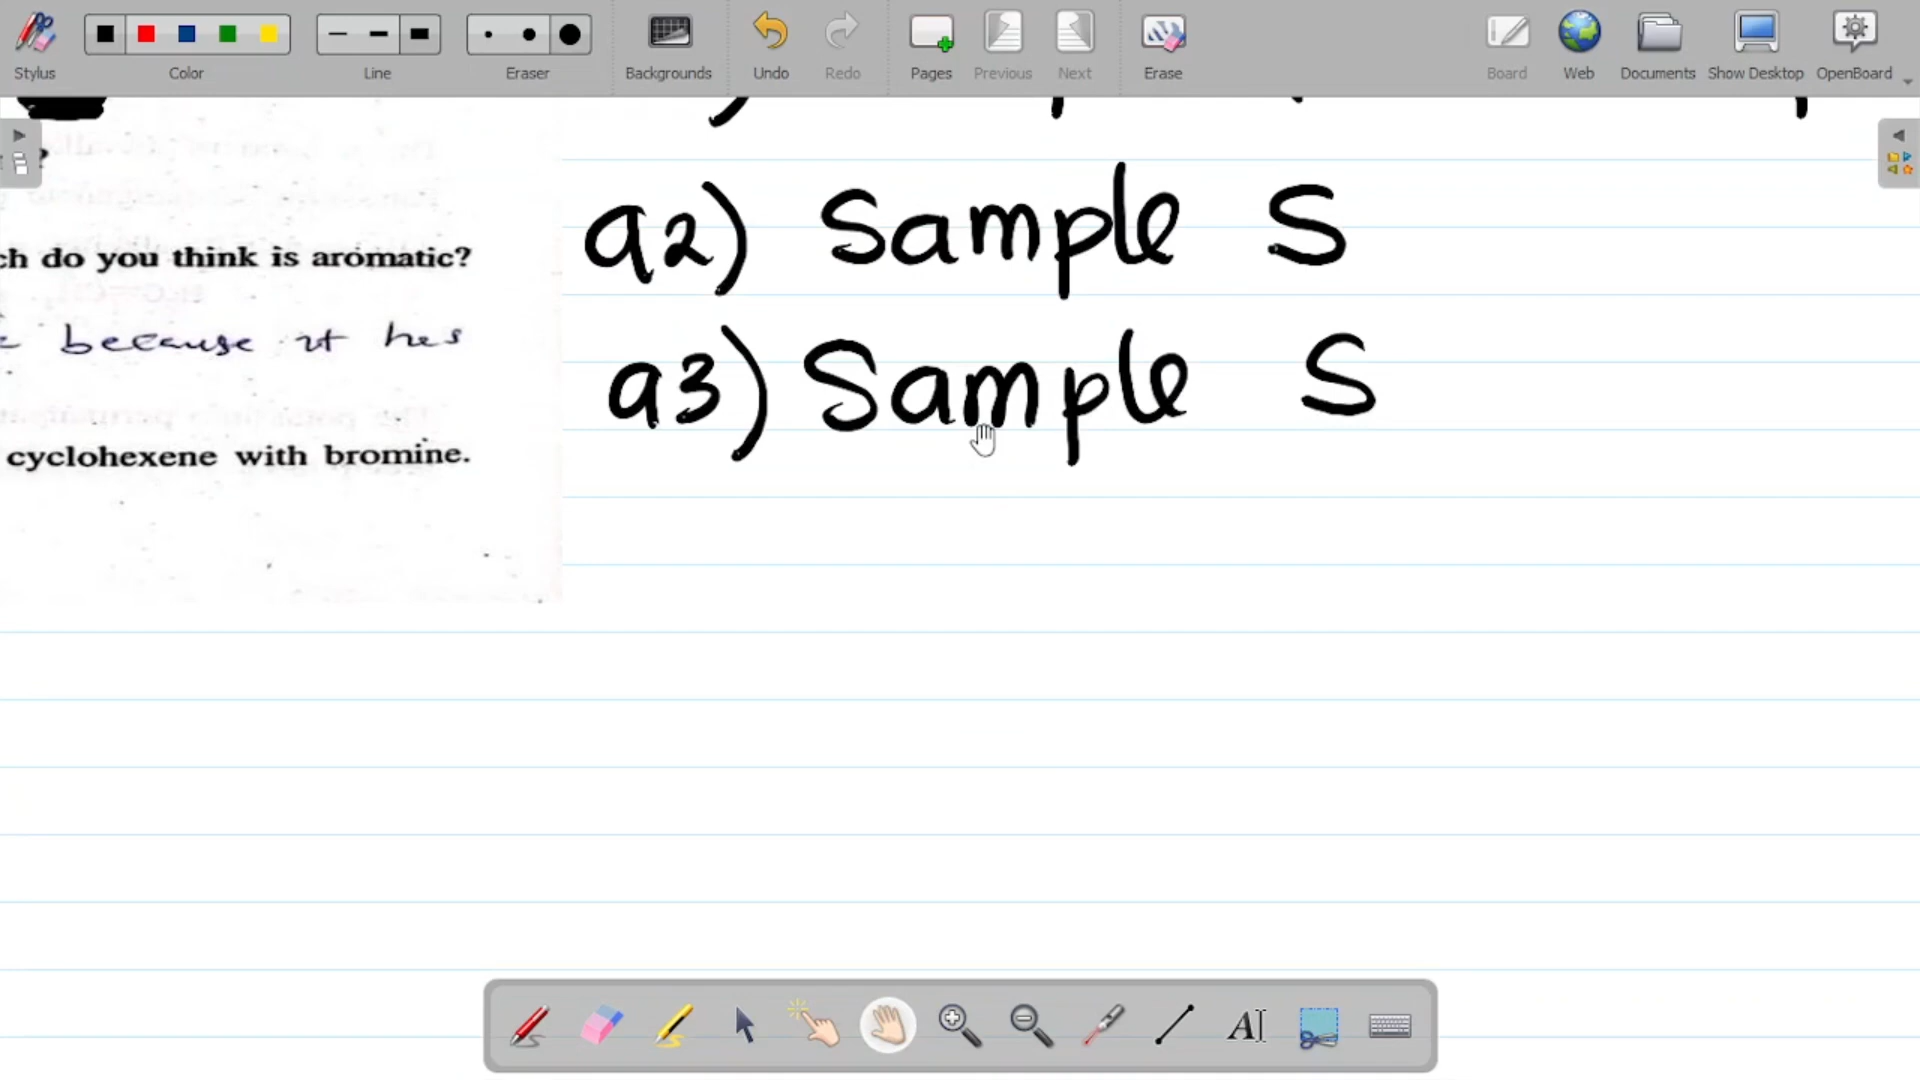 Stylus
Color
Line
Eraser
Backgrounds
Undo
Redo
Pages
Previous
Next
Erase
Board
Web
Documents
Show Desktop
OpenBoard
?
a2) Sample S
ch do you think is aromatic?
because it has
a3) Sample S
cyclohexene with bromine.